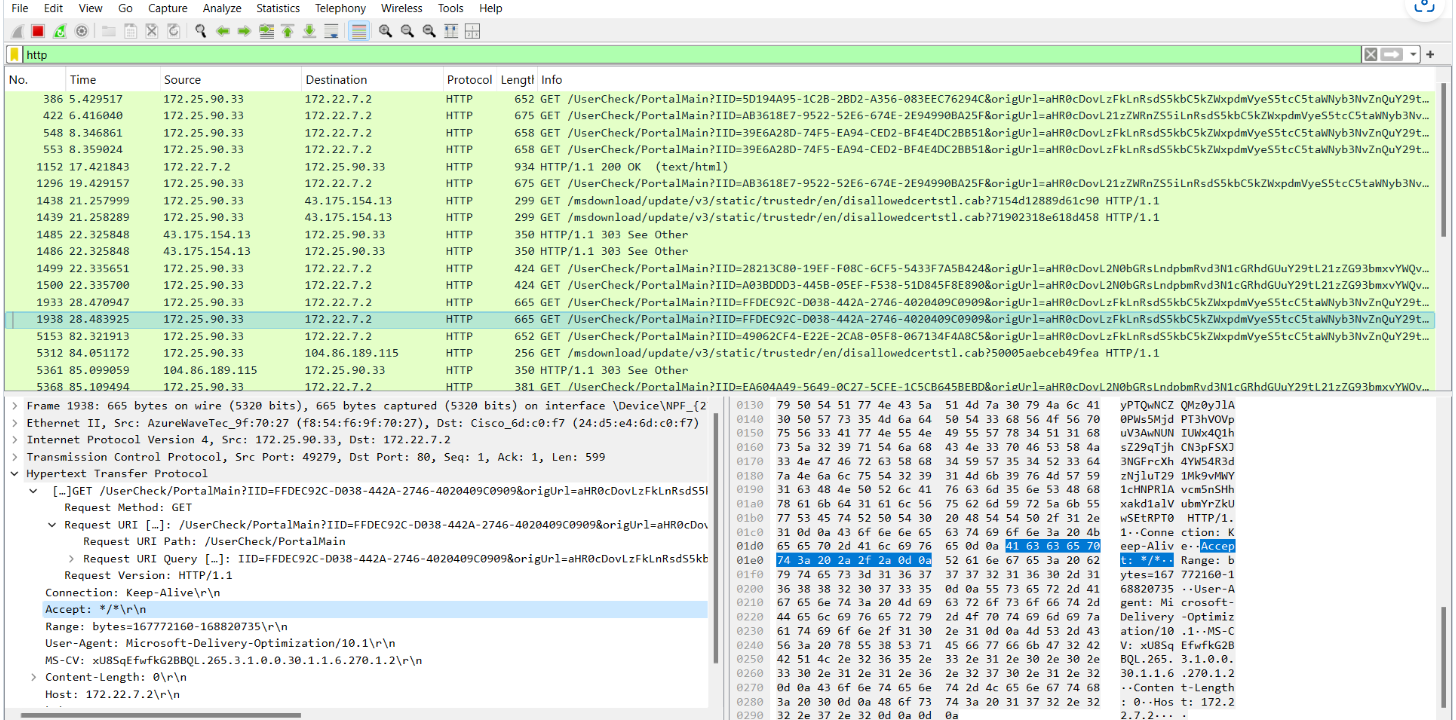 File Edit View Go Capture Analyze Statistics Telephony Wireless Tools Help
http
No. Time Source Destination Protocol Length Info
386 5.429517 172.25.90.33 172.22.7.2 HTTP 652 GET /UserCheck/PortalMain?IID=5D194A95-1C2B-2BD2-A356-083EEC76294C&origUrl=aHR0cDovLzFkLnRsdS5kbC5kZWxpdmVyeS5tcC5taWNyb3NvZnQuY29t…
422 6.416040 172.25.90.33 172.22.7.2 HTTP 675 GET /UserCheck/PortalMain?IID=AB3618E7-9522-52E6-674E-2E94990BA25F&origUrl=aHR0cDovL21zZWRnZS5iLnRsdS5kbC5kZWxpdmVyeS5tcC5taWNyb3Nv…
548 8.346861 172.25.90.33 172.22.7.2 HTTP 658 GET /UserCheck/PortalMain?IID=39E6A28D-74F5-EA94-CED2-BF4E4DC2BB51&origUrl=aHR0cDovLzFkLnRsdS5kbC5kZWxpdmVyeS5tcC5taWNyb3NvZnQuY29t…
553 8.359024 172.25.90.33 172.22.7.2 HTTP 658 GET /UserCheck/PortalMain?IID=39E6A28D-74F5-EA94-CED2-BF4E4DC2BB51&origUrl=aHR0cDovLzFkLnRsdS5kbC5kZWxpdmVyeS5tcC5taWNyb3NvZnQuY29t…
1152 17.421843 172.22.7.2 172.25.90.33 HTTP 934 HTTP/1.1 200 OK (text/html)
1296 19.429157 172.25.90.33 172.22.7.2 HTTP 675 GET /UserCheck/PortalMain?IID=AB3618E7-9522-52E6-674E-2E94990BA25F&origUrl=aHR0cDovL21zZWRnZS5iLnRsdS5kbC5kZWxpdmVyeS5tcC5taWNyb3Nv…
1438 21.257999 172.25.90.33 43.175.154.13 HTTP 299 GET /msdownload/update/v3/static/trustedr/en/disallowedcertstl.cab?7154d12889d61c90 HTTP/1.1
1439 21.258289 172.25.90.33 43.175.154.13 HTTP 299 GET /msdownload/update/v3/static/trustedr/en/disallowedcertstl.cab?71902318e618d458 HTTP/1.1
1485 22.325848 43.175.154.13 172.25.90.33 HTTP 350 HTTP/1.1 303 See Other
1486 22.325848 43.175.154.13 172.25.90.33 HTTP 350 HTTP/1.1 303 See Other
1499 22.335651 172.25.90.33 172.22.7.2 HTTP 424 GET /UserCheck/PortalMain?IID=28213C80-19EF-F08C-6CF5-5433F7A5B424&origUrl=aHR0cDovL2N0bGRsLndpbmRvd3N1cGRhdGUuY29tL21zZG93bmxvYWQv…
1500 22.335700 172.25.90.33 172.22.7.2 HTTP 424 GET /UserCheck/PortalMain?IID=A03BDDD3-445B-05EF-F538-51D845F8E890&origUrl=aHR0cDovL2N0bGRsLndpbmRvd3N1cGRhdGUuY29tL21zZG93bmxvYWQv…
1933 28.470947 172.25.90.33 172.22.7.2 HTTP 665 GET /UserCheck/PortalMain?IID=FFDEC92C-D038-442A-2746-4020409C0909&origUrl=aHR0cDovLzFkLnRsdS5kbC5kZWxpdmVyeS5tcC5taWNyb3NvZnQuY29t…
1938 28.483925 172.25.90.33 172.22.7.2 HTTP 665 GET /UserCheck/PortalMain?IID=FFDEC92C-D038-442A-2746-4020409C0909&origUrl=aHR0cDovLzFkLnRsdS5kbC5kZWxpdmVyeS5tcC5taWNyb3NvZnQuY29t…
5153 82.321913 172.25.90.33 172.22.7.2 HTTP 652 GET /UserCheck/PortalMain?IID=49062CF4-E22E-2CA8-05F8-067134F4A8C5&origUrl=aHR0cDovLzFkLnRsdS5kbC5kZWxpdmVyeS5tcC5taWNyb3NvZnQuY29t…
5312 84.051172 172.25.90.33 104.86.189.115 HTTP 256 GET /msdownload/update/v3/static/trustedr/en/disallowedcertstl.cab?50005aebceb49fea HTTP/1.1
5361 85.099059 104.86.189.115 172.25.90.33 HTTP 350 HTTP/1.1 303 See Other
5368 85.109494 172.25.90.33 172.22.7.2 HTTP 381 GET /UserCheck/PortalMain?IID=EA604A49-5649-0C27-5CFE-1C5CB645BEBD&origUrl=aHR0cDovL2N0bGRsLndpbmRvd3N1cGRhdGUuY29tL21zZG93bmxvYWQv…
Frame 1938: 665 bytes on wire (5320 bits), 665 bytes captured (5320 bits) on interface \Device\NPF_{2
Ethernet II, Src: AzureWaveTec_9f:70:27 (f8:54:f6:9f:70:27), Dst: Cisco_6d:c0:f7 (24:d5:e4:6d:c0:f7)
Internet Protocol Version 4, Src: 172.25.90.33, Dst: 172.22.7.2
Transmission Control Protocol, Src Port: 49279, Dst Port: 80, Seq: 1, Ack: 1, Len: 599
Hypertext Transfer Protocol
[…]GET /UserCheck/PortalMain?IID=FFDEC92C-D038-442A-2746-4020409C0909&origUrl=aHR0cDovLzFkLnRsdS5k
Request Method: GET
Request URI […]: /UserCheck/PortalMain?IID=FFDEC92C-D038-442A-2746-4020409C0909&origUrl=aHR0cDov
Request URI Path: /UserCheck/PortalMain
Request URI Query […]: IID=FFDEC92C-D038-442A-2746-4020409C0909&origUrl=aHR0cDovLzFkLnRsdS5kb
Request Version: HTTP/1.1
Connection: Keep-Alive\r\n
Accept: */*\r\n
Range: bytes=167772160-168820735\r\n
User-Agent: Microsoft-Delivery-Optimization/10.1\r\n
MS-CV: xU8SqEfwfkG2BBQL.265.3.1.0.0.30.1.1.6.270.1.2\r\n
Content-Length: 0\r\n
Host: 172.22.7.2\r\n
0130 79 50 54 51 77 4e 43 5a 51 4d 7a 30 79 4a 6c 41 yPTQwNCZ QMz0yJlA
0140 30 50 57 73 35 4d 6a 64 50 54 33 68 56 4f 56 70 0PWs5Mjd PT3hVOVp
0150 75 56 33 41 77 4e 55 4e 49 55 57 78 34 51 31 68 uV3AwNUN IUWx4Q1h
0160 73 5a 32 39 71 54 6a 68 43 4e 33 70 46 53 58 4a sZ29qTjh CN3pFSXJ
0170 33 4e 47 46 72 63 58 68 34 59 57 35 34 52 33 64 3NGFrcXh 4YW54R3d
0180 7a 4e 6a 6c 75 54 32 39 31 4d 6b 39 76 4d 57 59 zNjluT29 1Mk9vMWY
0190 31 63 48 4e 50 52 6c 41 76 63 6d 35 6e 53 48 68 1cHNPRlA vcm5nSHh
01a0 78 61 6b 64 31 61 6c 56 75 62 6d 59 72 5a 6b 55 xakd1alV ubmYrZkU
01b0 77 53 45 74 52 50 54 30 20 48 54 54 50 2f 31 2e wSEtRPT0 HTTP/1.
01c0 31 0d 0a 43 6f 6e 6e 65 63 74 69 6f 6e 3a 20 4b 1··Conne ction: K
01d0 65 65 70 2d 41 6c 69 76 65 0d 0a 41 63 63 65 70 eep-Aliv e··Accep
01e0 74 3a 20 2a 2f 2a 0d 0a 52 61 6e 67 65 3a 20 62 t: */*·· Range: b
01f0 79 74 65 73 3d 31 36 37 37 37 32 31 36 30 2d 31 ytes=167 772160-1
0200 36 38 38 32 30 37 33 35 0d 0a 55 73 65 72 2d 41 68820735 ··User-A
0210 67 65 6e 74 3a 20 4d 69 63 72 6f 73 6f 66 74 2d gent: Mi crosoft-
0220 44 65 6c 69 76 65 72 79 2d 4f 70 74 69 6d 69 7a Delivery -Optimiz
0230 61 74 69 6f 6e 2f 31 30 2e 31 0d 0a 4d 53 2d 43 ation/10 .1··MS-C
0240 56 3a 20 78 55 38 53 71 45 66 77 66 6b 47 32 42 V: xU8Sq EfwfkG2B
0250 42 51 4c 2e 32 36 35 2e 33 2e 31 2e 30 2e 30 2e BQL.265. 3.1.0.0.
0260 33 30 2e 31 2e 31 2e 36 2e 32 37 30 2e 31 2e 32 30.1.1.6 .270.1.2
0270 0d 0a 43 6f 6e 74 65 6e 74 2d 4c 65 6e 67 74 68 ··Conten t-Length
0280 3a 20 30 0d 0a 48 6f 73 74 3a 20 31 37 32 2e 32 : 0··Hos t: 172.2
0290 32 2e 37 2e 32 0d 0a 0d 0a 2.7.2··· ·